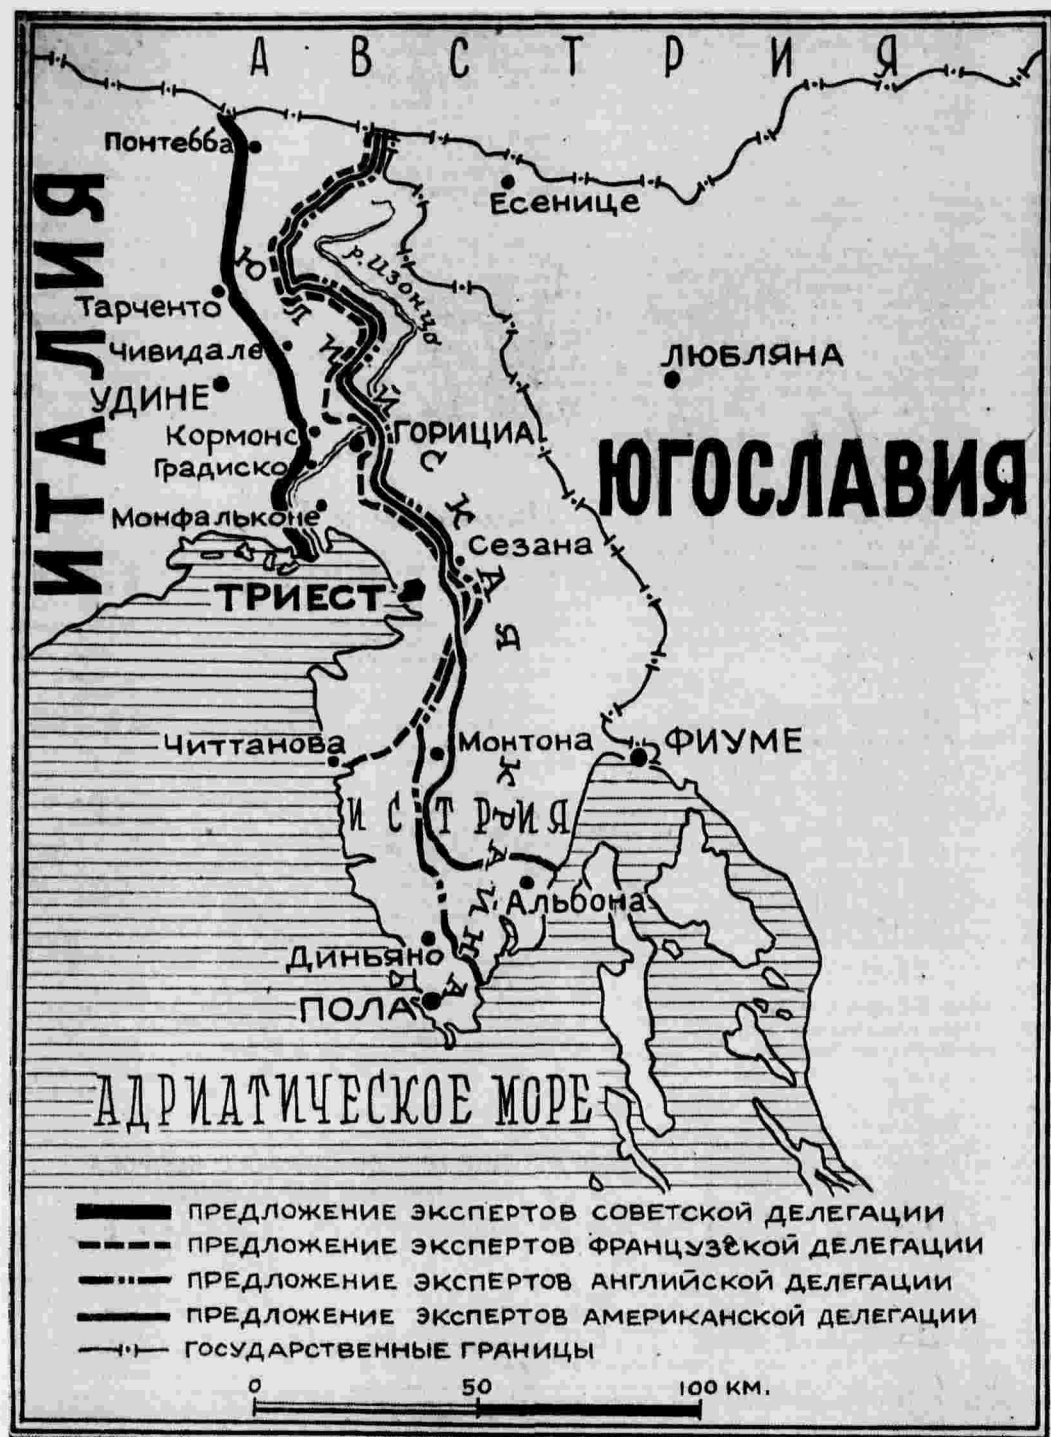 АВСТРИЯ
Понтебба
Есенице
ИТАЛИЯ
р. Изонцо
Тарченто
Чивидале
ЛЮБЛЯНА
УДИНЕ
Кормонс
ГОРИЦИА
Градиско
ЮГОСЛАВИЯ
Монфальконе
Сезана
ТРИЕСТ
ЮЛИЙСКАЯ КРАЙНА
Читтанова
Монтона
ФИУМЕ
ИСТРИЯ
Альбона
Диньяно
ПОЛА
АДРИАТИЧЕСКОЕ МОРЕ
ПРЕДЛОЖЕНИЕ ЭКСПЕРТОВ СОВЕТСКОЙ ДЕЛЕГАЦИИ
ПРЕДЛОЖЕНИЕ ЭКСПЕРТОВ ФРАНЦУЗСКОЙ ДЕЛЕГАЦИИ
ПРЕДЛОЖЕНИЕ ЭКСПЕРТОВ АНГЛИЙСКОЙ ДЕЛЕГАЦИИ
ПРЕДЛОЖЕНИЕ ЭКСПЕРТОВ АМЕРИКАНСКОЙ ДЕЛЕГАЦИИ
ГОСУДАРСТВЕННЫЕ ГРАНИЦЫ
0 50 100 КМ.